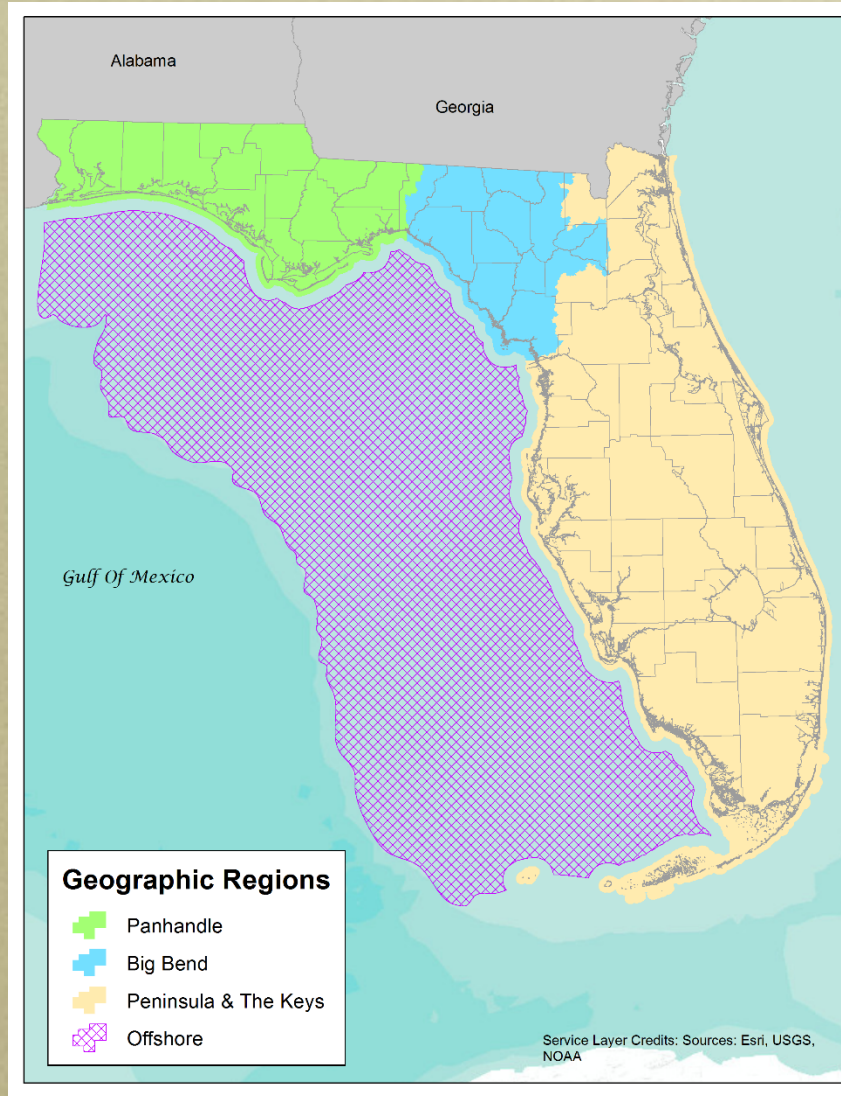 Alabama
Georgia
Gulf Of Mexico
Geographic Regions
Panhandle
Big Bend
Peninsula & The Keys
Offshore
Service Layer Credits: Sources: Esri, USGS,
NOAA